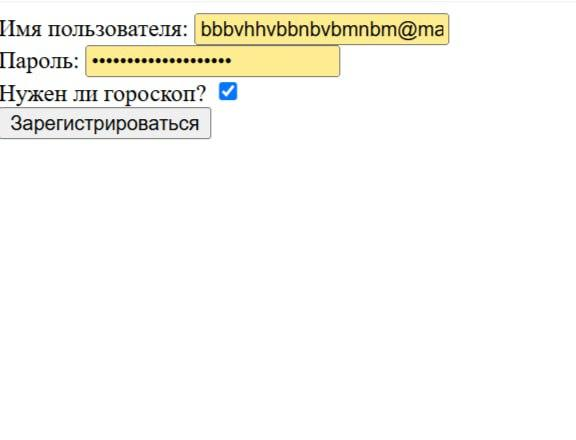 Имя пользователя: bbbvhhvbbnbvbmnbm@ma
Пароль: ••••••••••••••••••••
Нужен ли гороскоп?
Зарегистрироваться